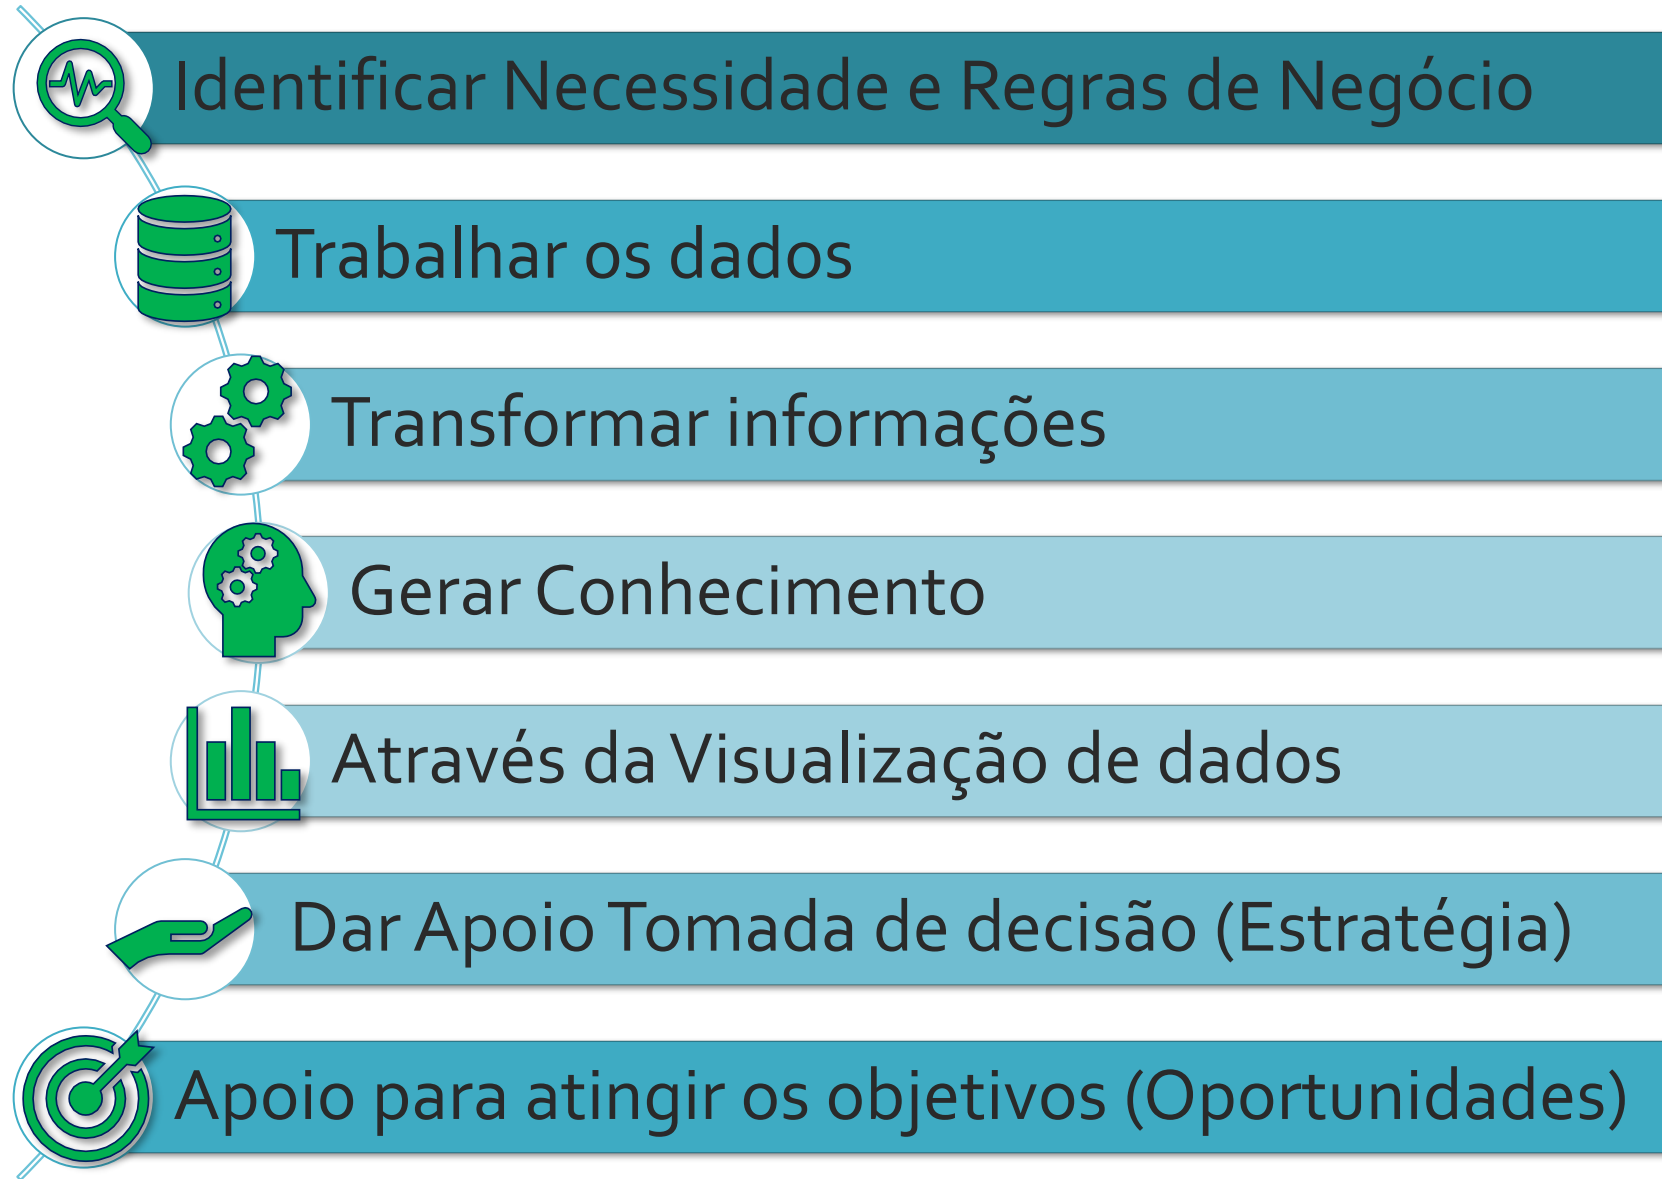 Identificar Necessidade e Regras de Negócio
Trabalhar os dados
Transformar informações
Gerar Conhecimento
Através da Visualização de dados
Dar Apoio Tomada de decisão (Estratégia)
Apoio para atingir os objetivos (Oportunidades)